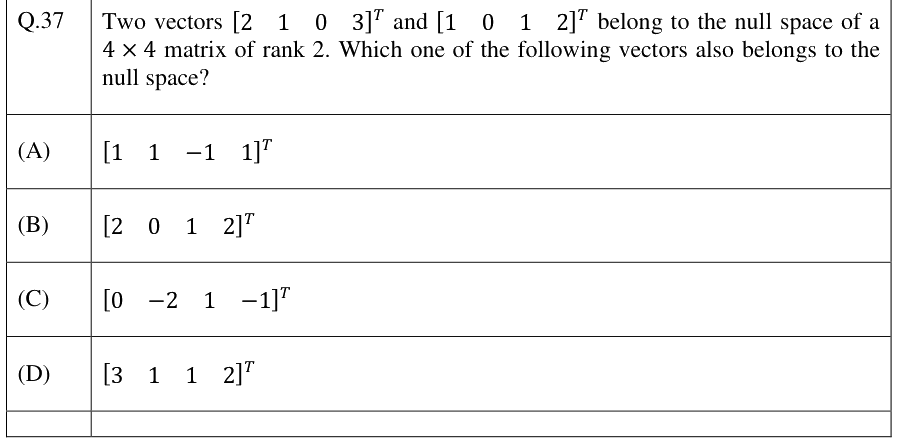 Q.37 Two vectors [2 1 0 3]ᵀ and [1 0 1 2]ᵀ belong to the null space of a
4 × 4 matrix of rank 2. Which one of the following vectors also belongs to the
null space?
(A) [1 1 −1 1]ᵀ
(B) [2 0 1 2]ᵀ
(C) [0 −2 1 −1]ᵀ
(D) [3 1 1 2]ᵀ